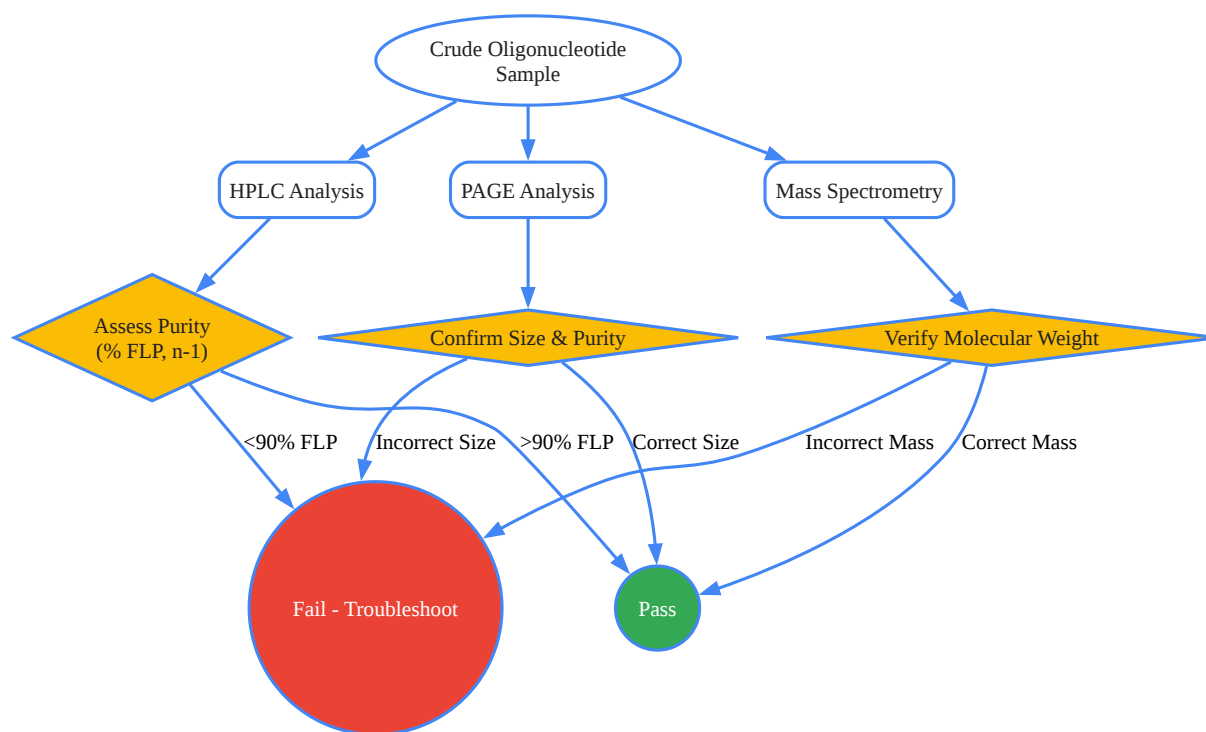 Crude Oligonucleotide
Sample
HPLC Analysis
PAGE Analysis
Mass Spectrometry
Assess Purity
(% FLP, n-1)
Confirm Size & Purity
Verify Molecular Weight
<90% FLP
Incorrect Size
>90% FLP
Correct Size
Incorrect Mass
Correct Mass
Fail - Troubleshoot
Pass